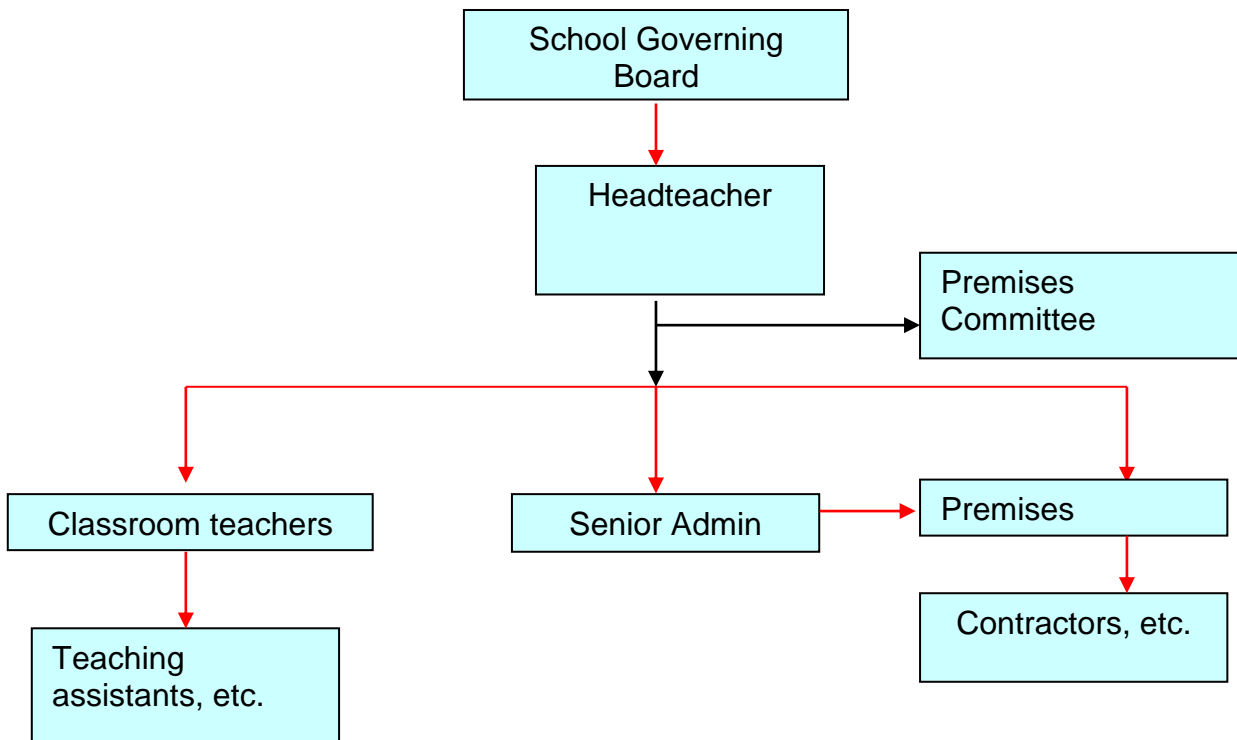 School Governing
Board
Headteacher
Premises
Committee
Classroom teachers
Senior Admin
Premises
Teaching
assistants, etc.
Contractors, etc.